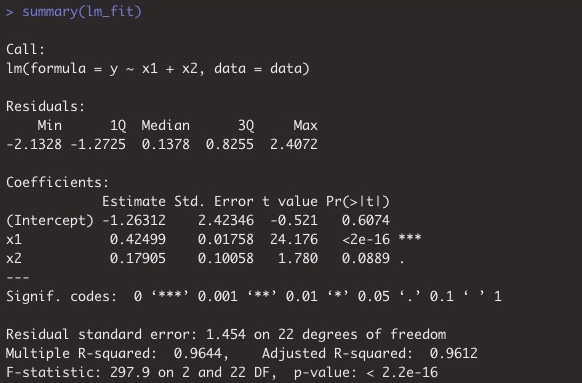 > summary(lm_fit)
Call:
lm(formula = y ~ x1 + x2, data = data)
Residuals:
    Min      1Q  Median      3Q     Max
-2.1328 -1.2725  0.1378  0.8255  2.4072
Coefficients:
            Estimate Std. Error t value Pr(>|t|)
(Intercept) -1.26312    2.42346  -0.521   0.6074
x1           0.42499    0.01758  24.176   <2e-16 ***
x2           0.17905    0.10058   1.780   0.0889 .
---
Signif. codes:  0 ‘***’ 0.001 ‘**’ 0.01 ‘*’ 0.05 ‘.’ 0.1 ‘ ’ 1
Residual standard error: 1.454 on 22 degrees of freedom
Multiple R-squared:  0.9644,    Adjusted R-squared:  0.9612
F-statistic: 297.9 on 2 and 22 DF,  p-value: < 2.2e-16